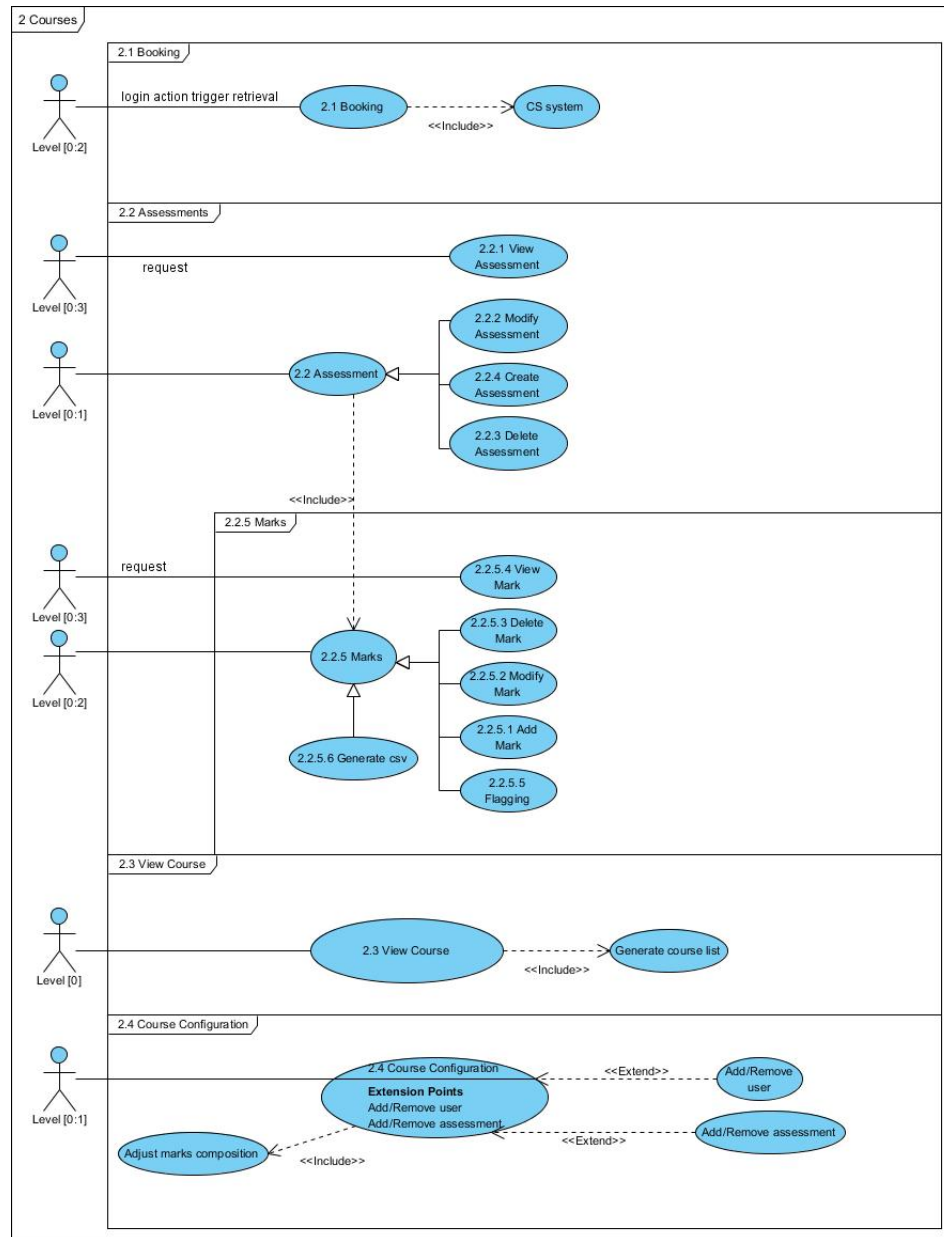 2 Courses
2.1 Booking
login action trigger retrieval
2.1 Booking
CS system
<<Include>>
Level [0:2]
2.2 Assessments
2.2.1 View
Assessment
request
Level [0:3]
2.2.2 Modify
Assessment
2.2 Assessment
2.2.4 Create
Assessment
Level [0:1]
2.2.3 Delete
Assessment
<<Include>>
2.2.5 Marks
request
2.2.5.4 View
Mark
Level [0:3]
2.2.5.3 Delete
Mark
2.2.5 Marks
2.2.5.2 Modify
Mark
Level [0:2]
2.2.5.1 Add
Mark
2.2.5.6 Generate csv
2.2.5.5
Flagging
2.3 View Course
2.3 View Course
Generate course list
<<Include>>
Level [0]
2.4 Course Configuration
2.4 Course Configuration
Extension Points
Add/Remove user
Add/Remove assessment
<<Extend>>
Add/Remove
user
Level [0:1]
<<Extend>>
Add/Remove assessment
Adjust marks composition
<<Include>>